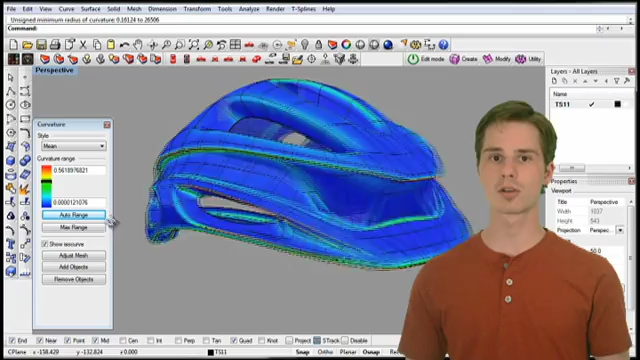 File Edit View Curve Surface Solid Mesh Dimension Transform Tools Analyze Render T-Splines Help
Unsigned minimum radius of curvature: 0.16124 to 26506
Command:
Edit mode Create Modify Utility
Perspective
Layers - All Layers
Name
TS11
Curvature
Style
Mean
Curvature range
0.5618976821
0.0000121076
Auto Range
Max Range
Show isocurve
Adjust Mesh
Add Objects
Remove Objects
Properties
Viewport
Title Perspective
Width 1037
Height 543
Projection Perspec...
50.0
End Near Point Mid Cen Int Perp Tan Quad Knot Project STrack Disable
CPlane x -158.429 y -132.824 z 0.000 TS11 Snap Ortho Planar Osnap